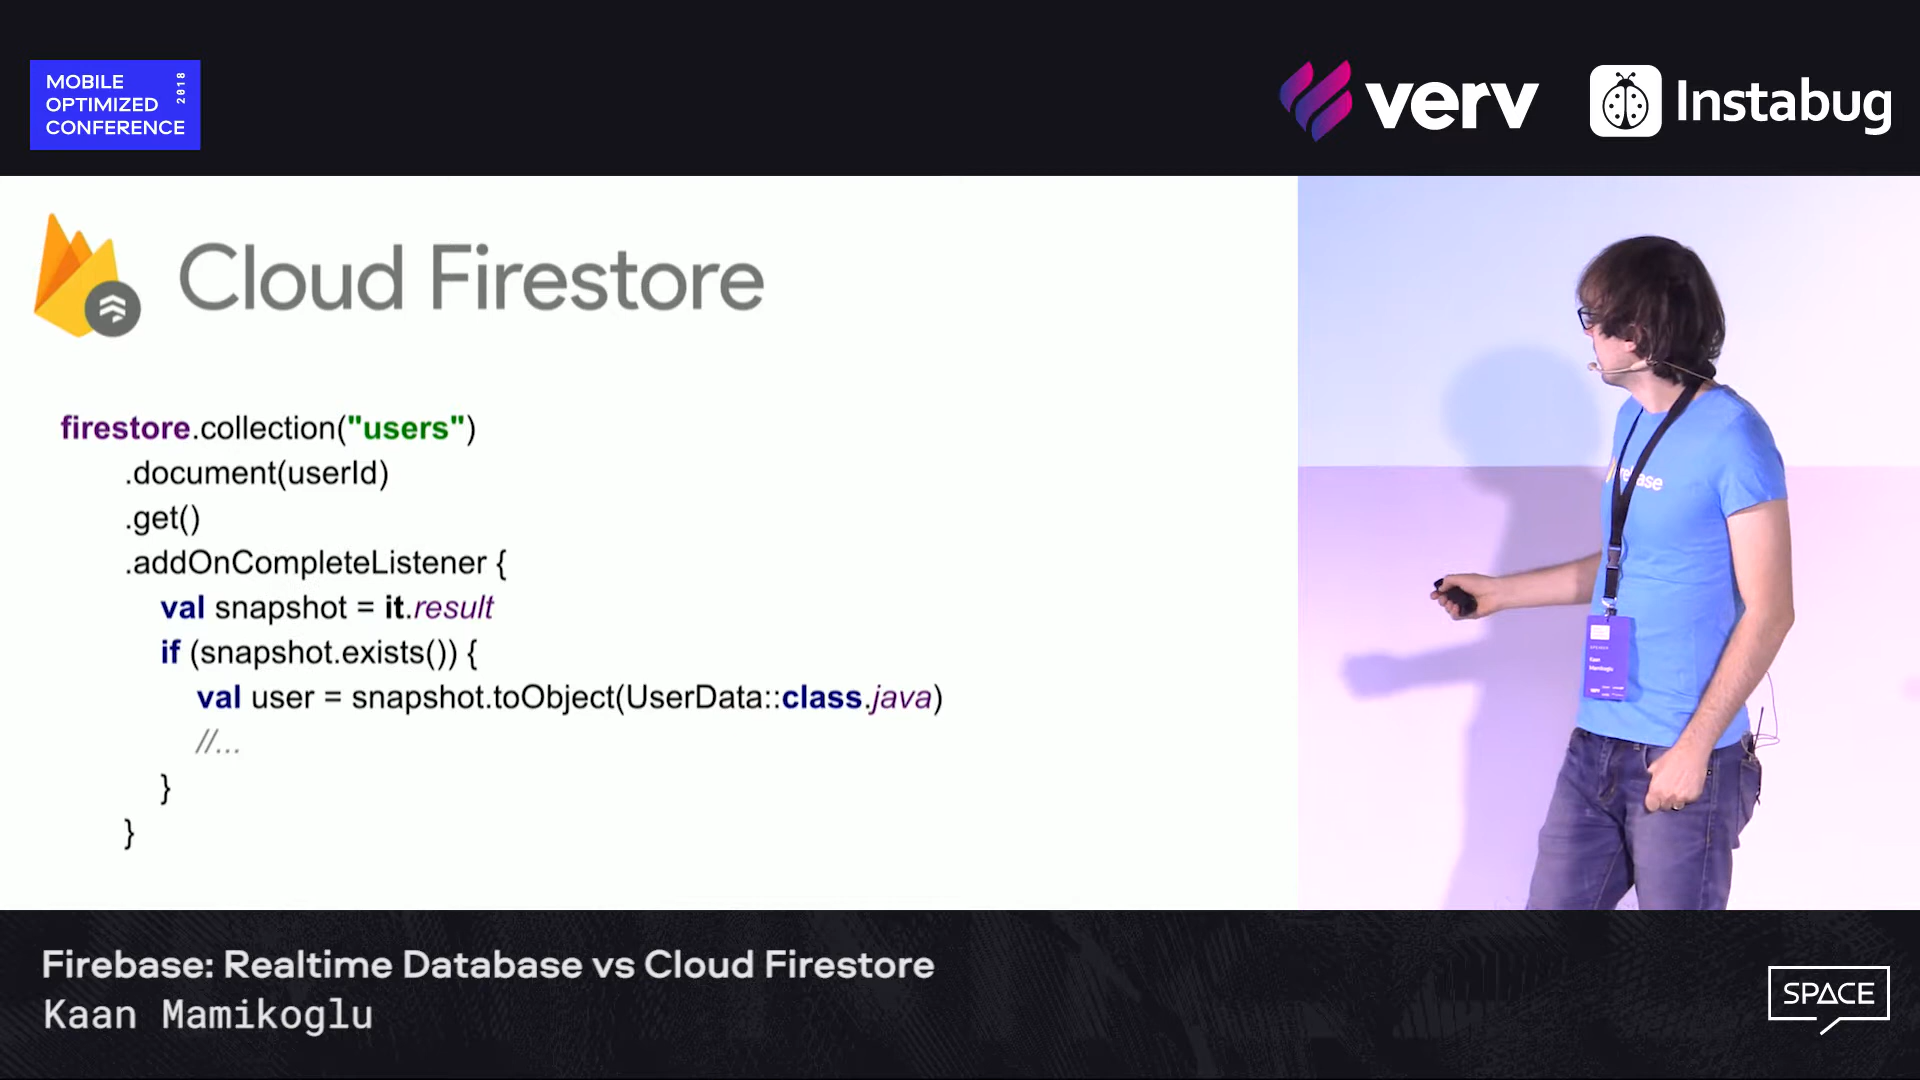 MOBILE
OPTIMIZED
CONFERENCE
2018
verv
Instabug
Cloud Firestore
firestore.collection("users")
.document(userId)
.get()
.addOnCompleteListener {
val snapshot = it.result
if (snapshot.exists()) {
val user = snapshot.toObject(UserData::class.java)
//...
}
}
Kaan
Mamikoglu
Firebase: Realtime Database vs Cloud Firestore
Kaan Mamikoglu
SPACE